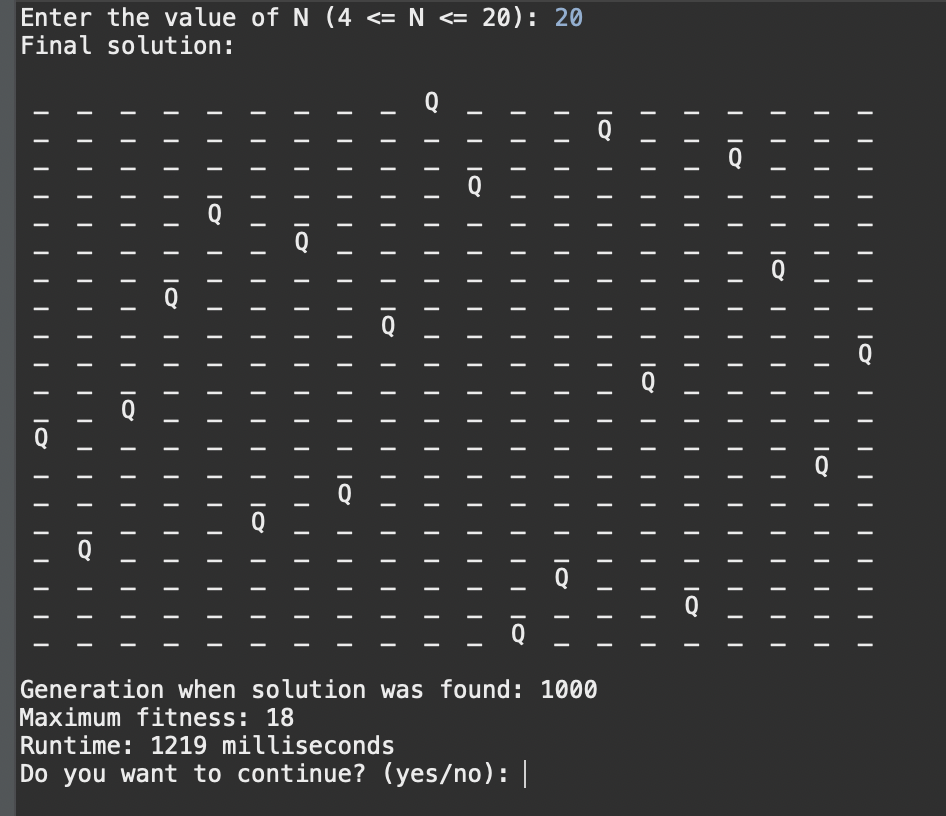 Enter the value of N (4 <= N <= 20): 20
Final solution:
_ _ _ _ _ _ _ _ _ Q _ _ _ _ _ _ _ _ _ _
_ _ _ _ _ _ _ _ _ _ _ _ _ Q _ _ _ _ _ _
_ _ _ _ _ _ _ _ _ _ _ _ _ _ _ _ Q _ _ _
_ _ _ _ _ _ _ _ _ _ Q _ _ _ _ _ _ _ _ _
_ _ _ _ Q _ _ _ _ _ _ _ _ _ _ _ _ _ _ _
_ _ _ _ _ _ Q _ _ _ _ _ _ _ _ _ _ _ _ _
_ _ _ _ _ _ _ _ _ _ _ _ _ _ _ _ _ Q _ _
_ _ _ Q _ _ _ _ _ _ _ _ _ _ _ _ _ _ _ _
_ _ _ _ _ _ _ _ Q _ _ _ _ _ _ _ _ _ _ _
_ _ _ _ _ _ _ _ _ _ _ _ _ _ _ _ _ _ _ Q
_ _ _ _ _ _ _ _ _ _ _ _ _ _ Q _ _ _ _ _
_ _ Q _ _ _ _ _ _ _ _ _ _ _ _ _ _ _ _ _
Q _ _ _ _ _ _ _ _ _ _ _ _ _ _ _ _ _ _ _
_ _ _ _ _ _ _ _ _ _ _ _ _ _ _ _ _ _ Q _
_ _ _ _ _ _ _ Q _ _ _ _ _ _ _ _ _ _ _ _
_ _ _ _ _ Q _ _ _ _ _ _ _ _ _ _ _ _ _ _
_ Q _ _ _ _ _ _ _ _ _ _ _ _ _ _ _ _ _ _
_ _ _ _ _ _ _ _ _ _ _ _ Q _ _ _ _ _ _ _
_ _ _ _ _ _ _ _ _ _ _ _ _ _ _ Q _ _ _ _
_ _ _ _ _ _ _ _ _ _ _ Q _ _ _ _ _ _ _ _
Generation when solution was found: 1000
Maximum fitness: 18
Runtime: 1219 milliseconds
Do you want to continue? (yes/no):